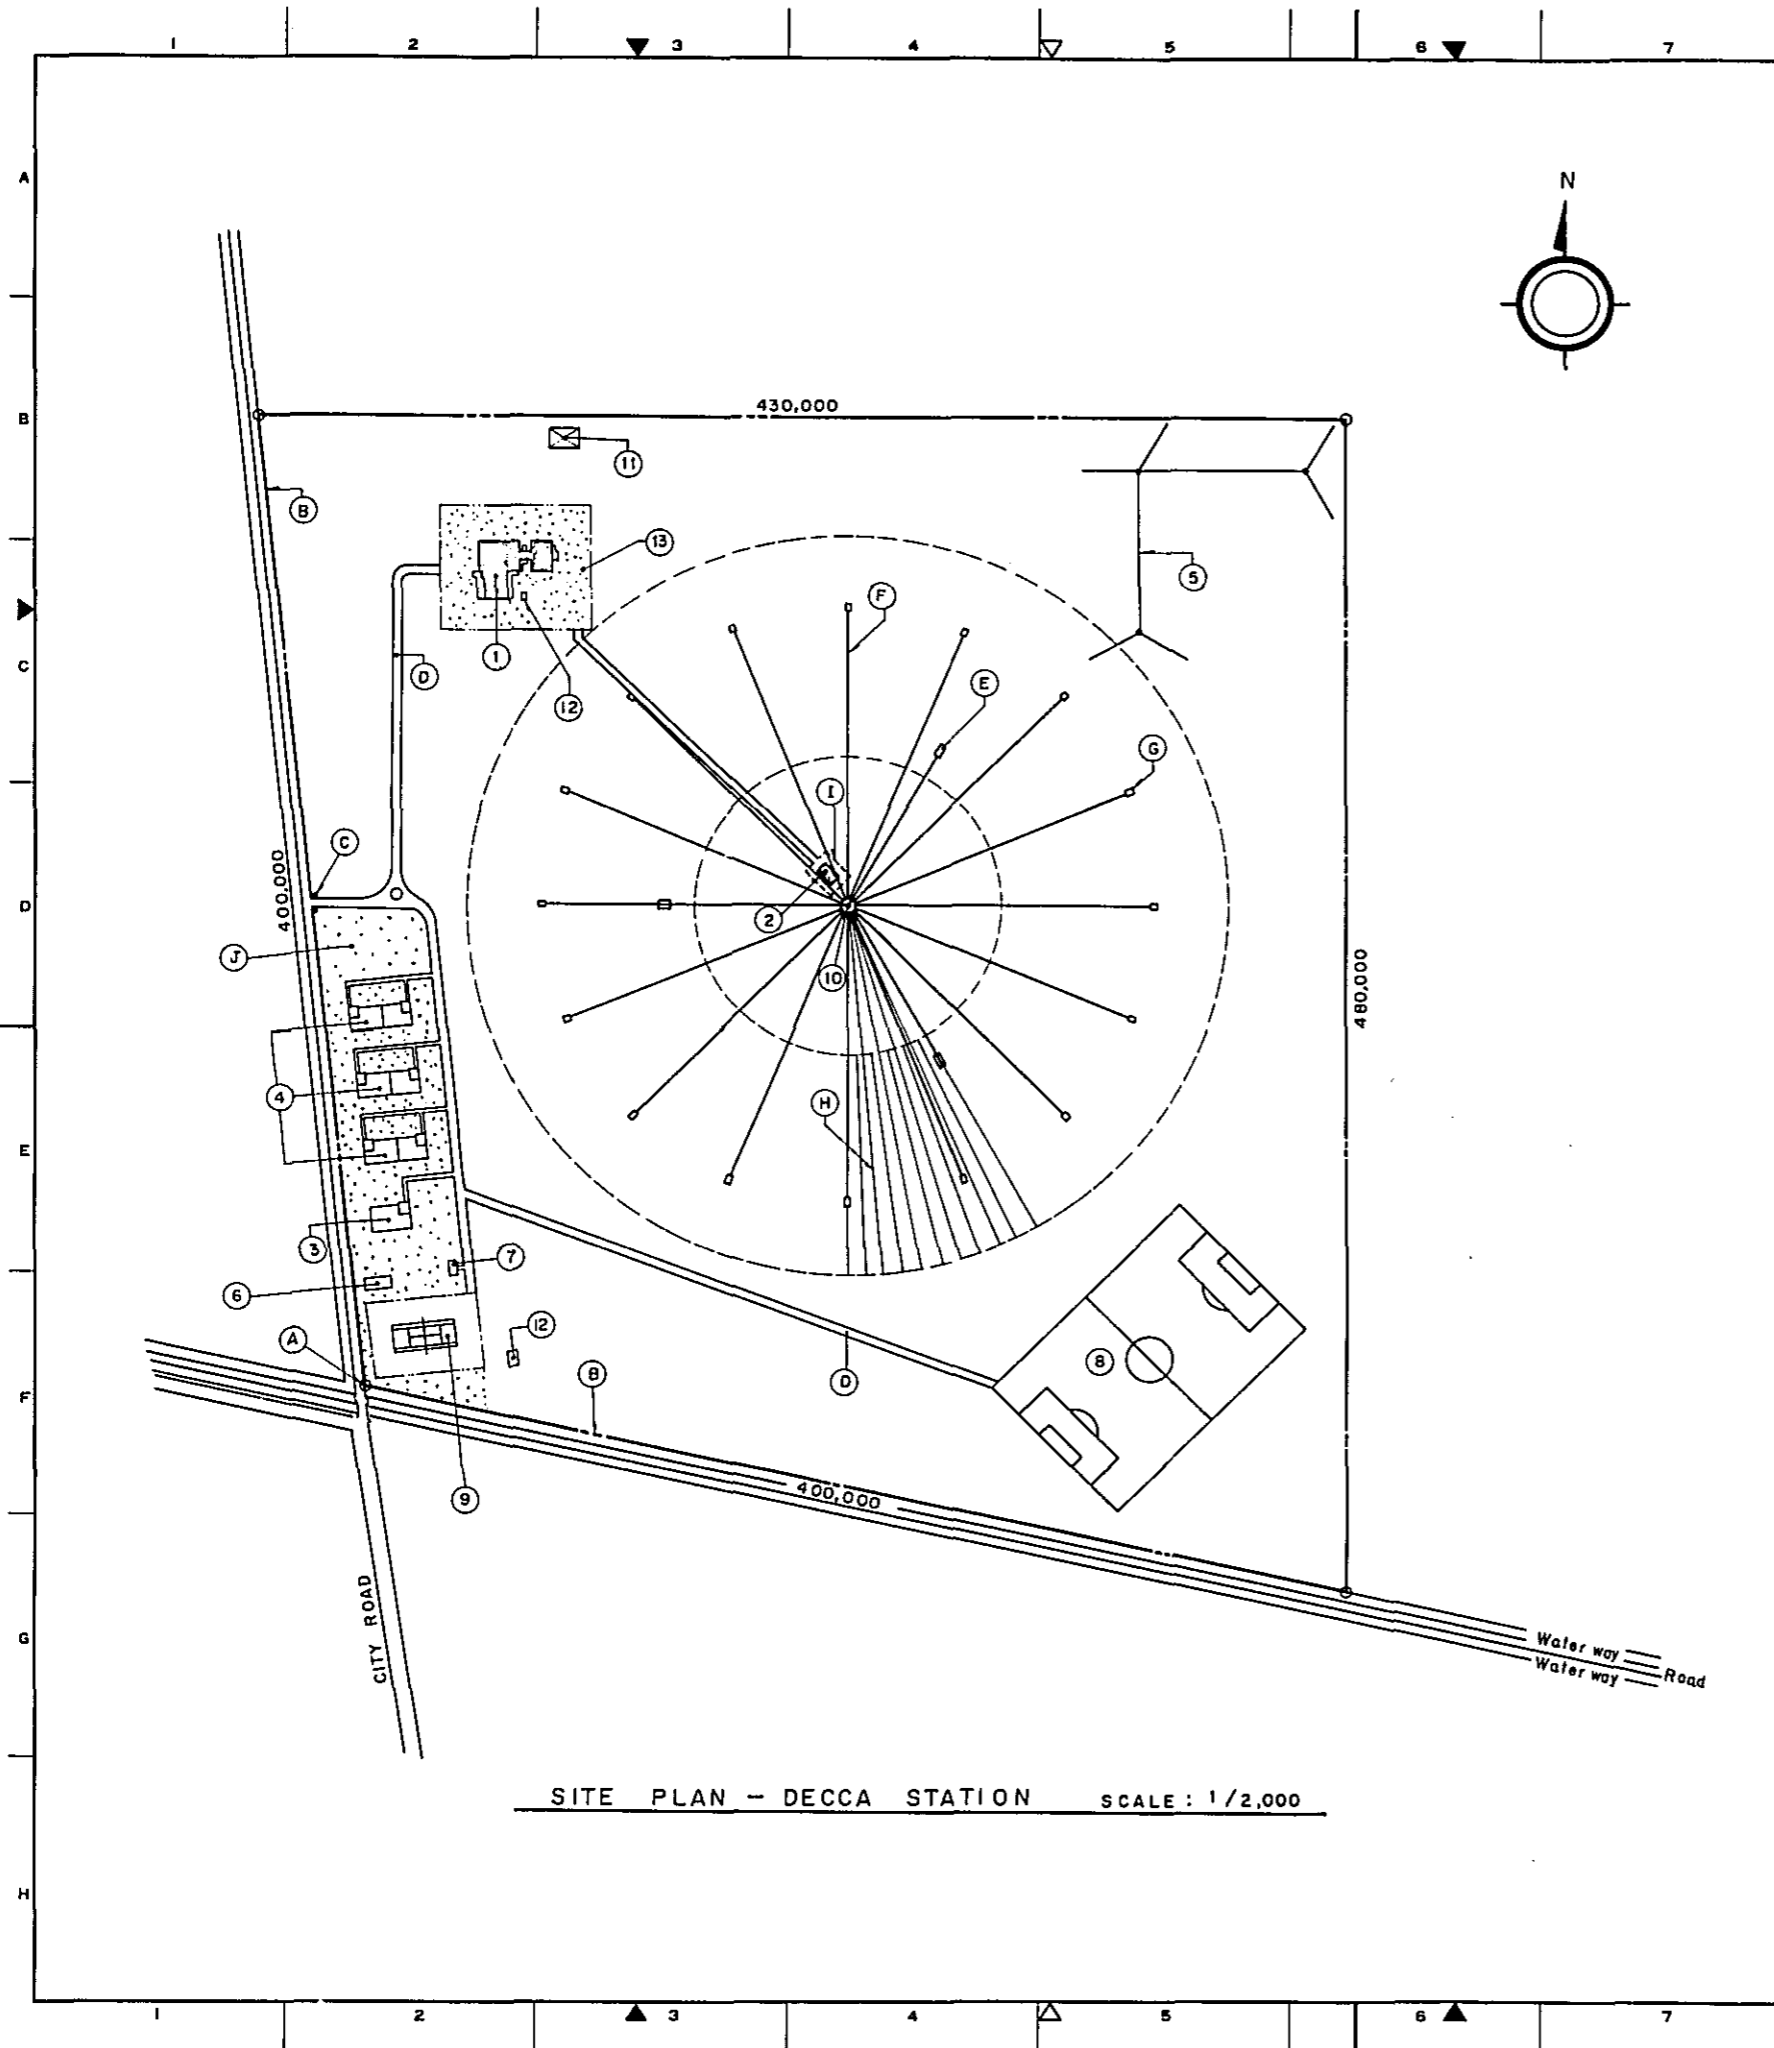 1 2 3 4 5 6 7
A
N
B
430,000
11
B
13
5
C
F
1
D
E
12
G
I
C
400,000
D
2
J
10
480,000
4
H
E
3
7
6
12
A
8
B
D
F
9
400,000
CITY ROAD
G
Water way
Road
Water way
SITE PLAN – DECCA STATION SCALE : 1/2,000
H
1 2 3 4 5 6 7